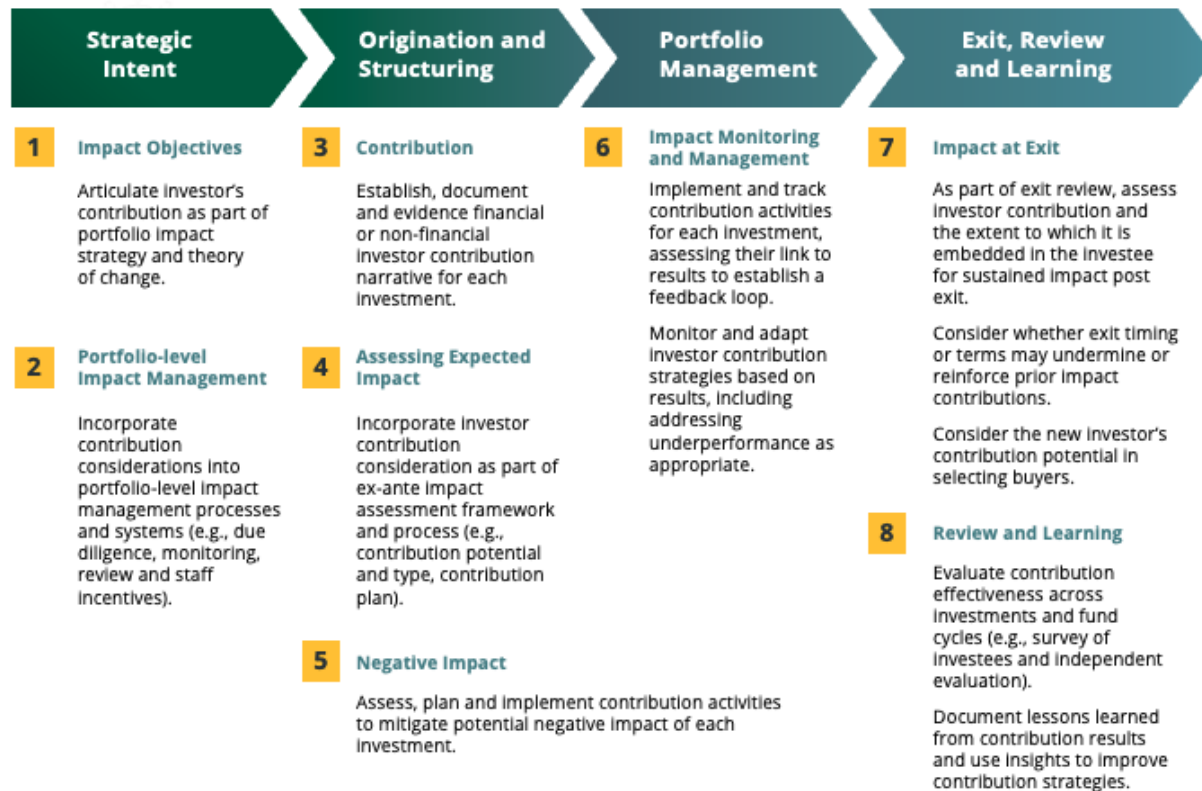 Strategic
Intent
Origination and
Structuring
Portfolio
Management
Exit, Review
and Learning
1
Impact Objectives
Articulate investor's
contribution as part of
portfolio impact
strategy and theory
of change.
2
Portfolio-level
Impact Management
Incorporate
contribution
considerations into
portfolio-level impact
management processes
and systems (e.g., due
diligence, monitoring,
review and staff
incentives).
3
Contribution
Establish, document
and evidence financial
or non-financial
investor contribution
narrative for each
investment.
4
Assessing Expected
Impact
Incorporate investor
contribution
consideration as part of
ex-ante impact
assessment framework
and process (e.g.,
contribution potential
and type, contribution
plan).
5
Negative Impact
Assess, plan and implement contribution activities
to mitigate potential negative impact of each
investment.
6
Impact Monitoring
and Management
Implement and track
contribution activities
for each investment,
assessing their link to
results to establish a
feedback loop.
Monitor and adapt
investor contribution
strategies based on
results, including
addressing
underperformance as
appropriate.
7
Impact at Exit
As part of exit review, assess
investor contribution and
the extent to which it is
embedded in the investee
for sustained impact post
exit.
Consider whether exit timing
or terms may undermine or
reinforce prior impact
contributions.
Consider the new investor's
contribution potential in
selecting buyers.
8
Review and Learning
Evaluate contribution
effectiveness across
investments and fund
cycles (e.g., survey of
investees and independent
evaluation).
Document lessons learned
from contribution results
and use insights to improve
contribution strategies.